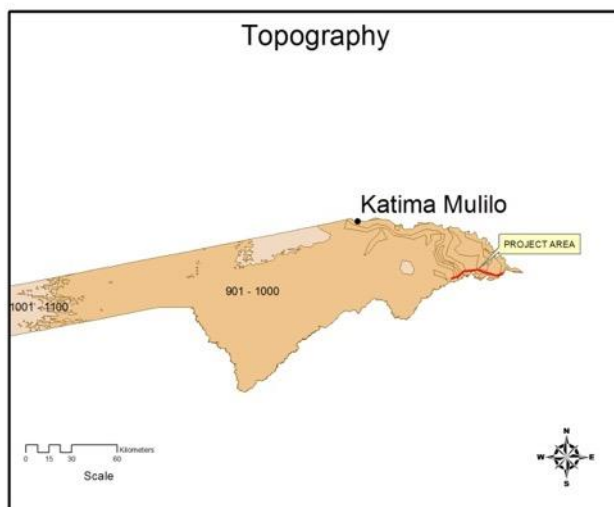 Topography
Katima Mulilo
PROJECT AREA
901 - 1000
1001 - 1100
Kilometers
0 15 30 60
Scale
N
W E
S